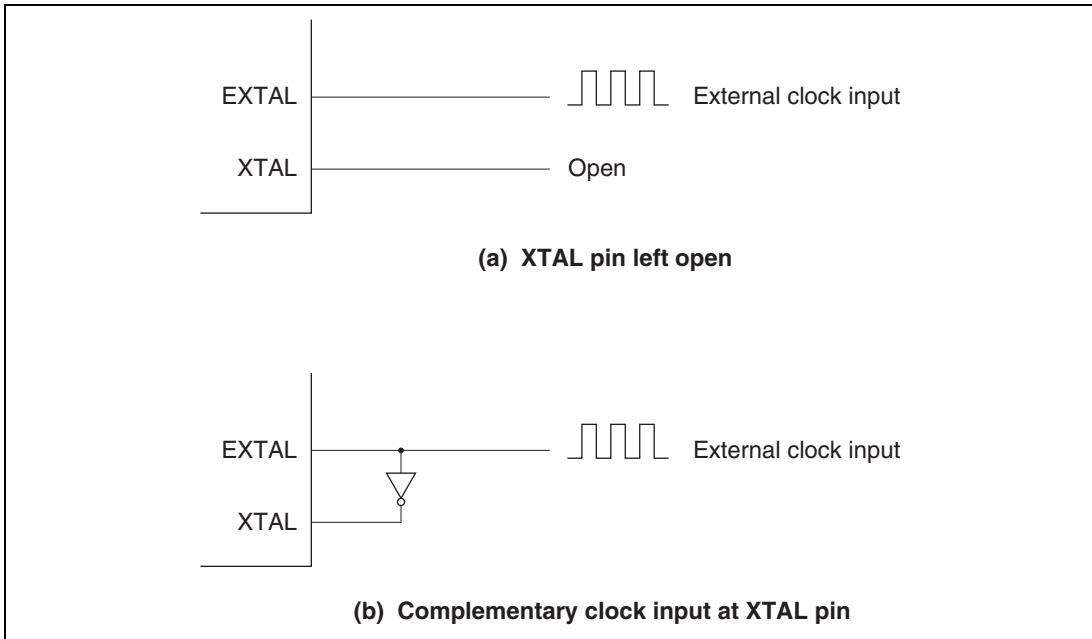 EXTAL External clock input
XTAL Open
(a) XTAL pin left open
EXTAL External clock input
XTAL
(b) Complementary clock input at XTAL pin